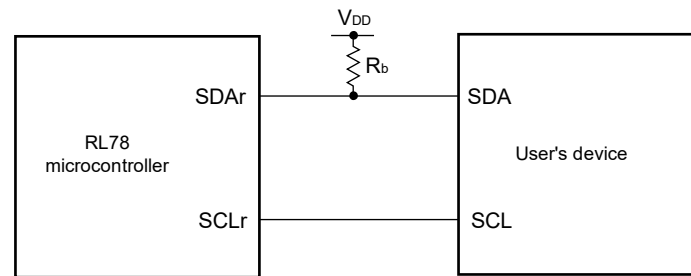 VDD
Rb
SDAr
SDA
RL78
microcontroller
User's device
SCLr
SCL